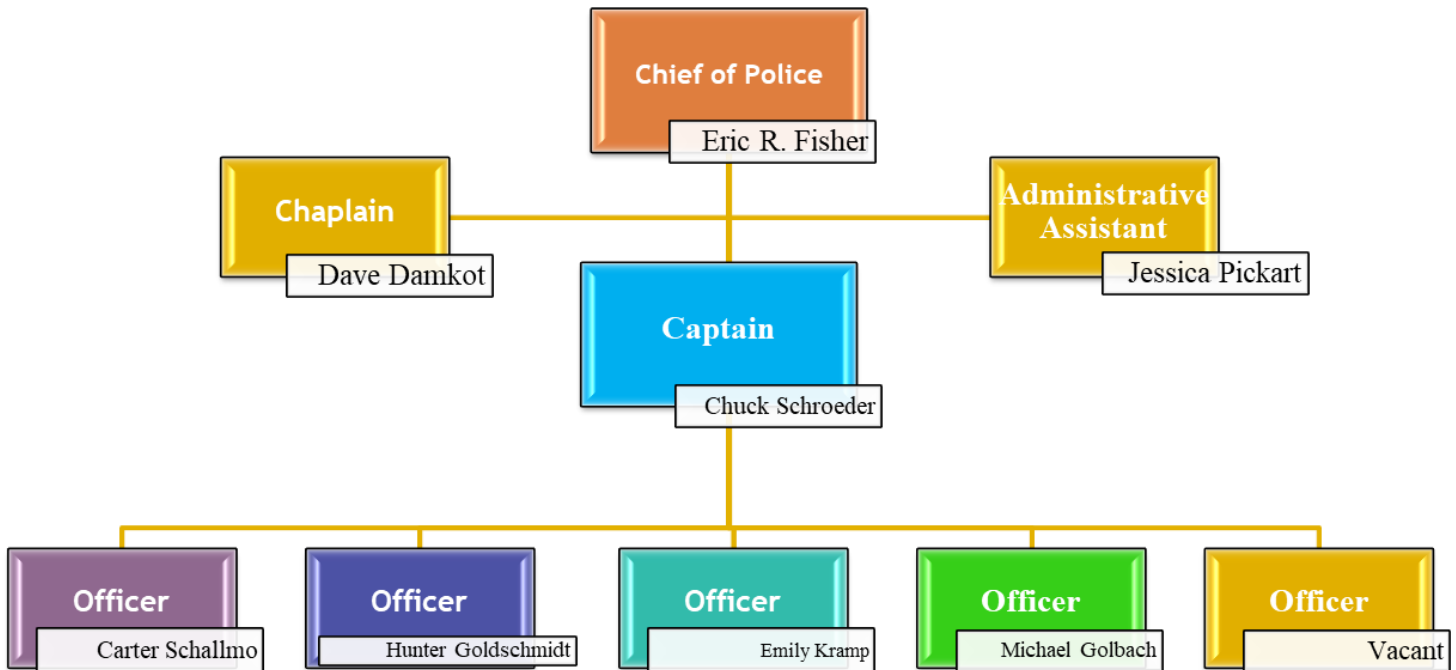 Chief of Police
Eric R. Fisher
Chaplain
Dave Damkot
Administrative
Assistant
Jessica Pickart
Captain
Chuck Schroeder
Officer
Carter Schallmo
Officer
Hunter Goldschmidt
Officer
Emily Kramp
Officer
Michael Golbach
Officer
Vacant